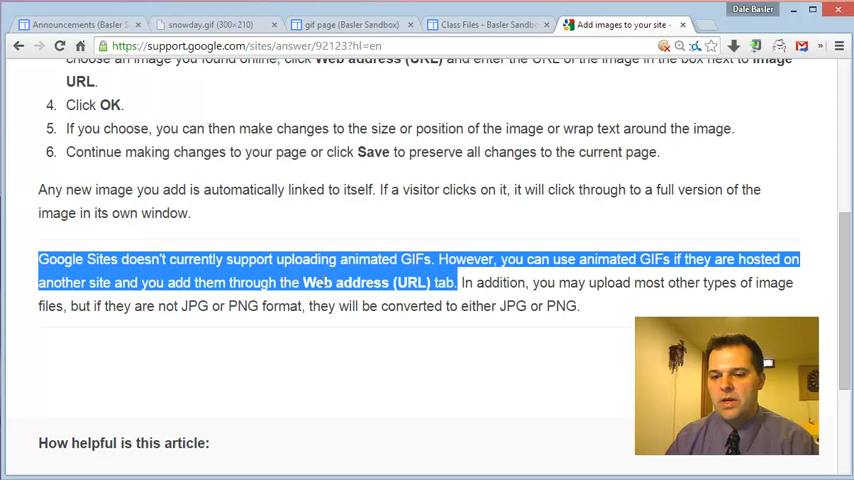 Dale Basler
Announcements (Basler S
snowday.gif (300×210)
gif page (Basler Sandbox)
Class Files - Basler Sandb
Add images to your site -
https://support.google.com/sites/answer/92123?hl=en
choose an image you found online, click Web address (URL) and enter the URL of the image in the box next to Image
URL.
4. Click OK.
5. If you choose, you can then make changes to the size or position of the image or wrap text around the image.
6. Continue making changes to your page or click Save to preserve all changes to the current page.
Any new image you add is automatically linked to itself. If a visitor clicks on it, it will click through to a full version of the
image in its own window.
Google Sites doesn't currently support uploading animated GIFs. However, you can use animated GIFs if they are hosted on
another site and you add them through the Web address (URL) tab. In addition, you may upload most other types of image
files, but if they are not JPG or PNG format, they will be converted to either JPG or PNG.
How helpful is this article: